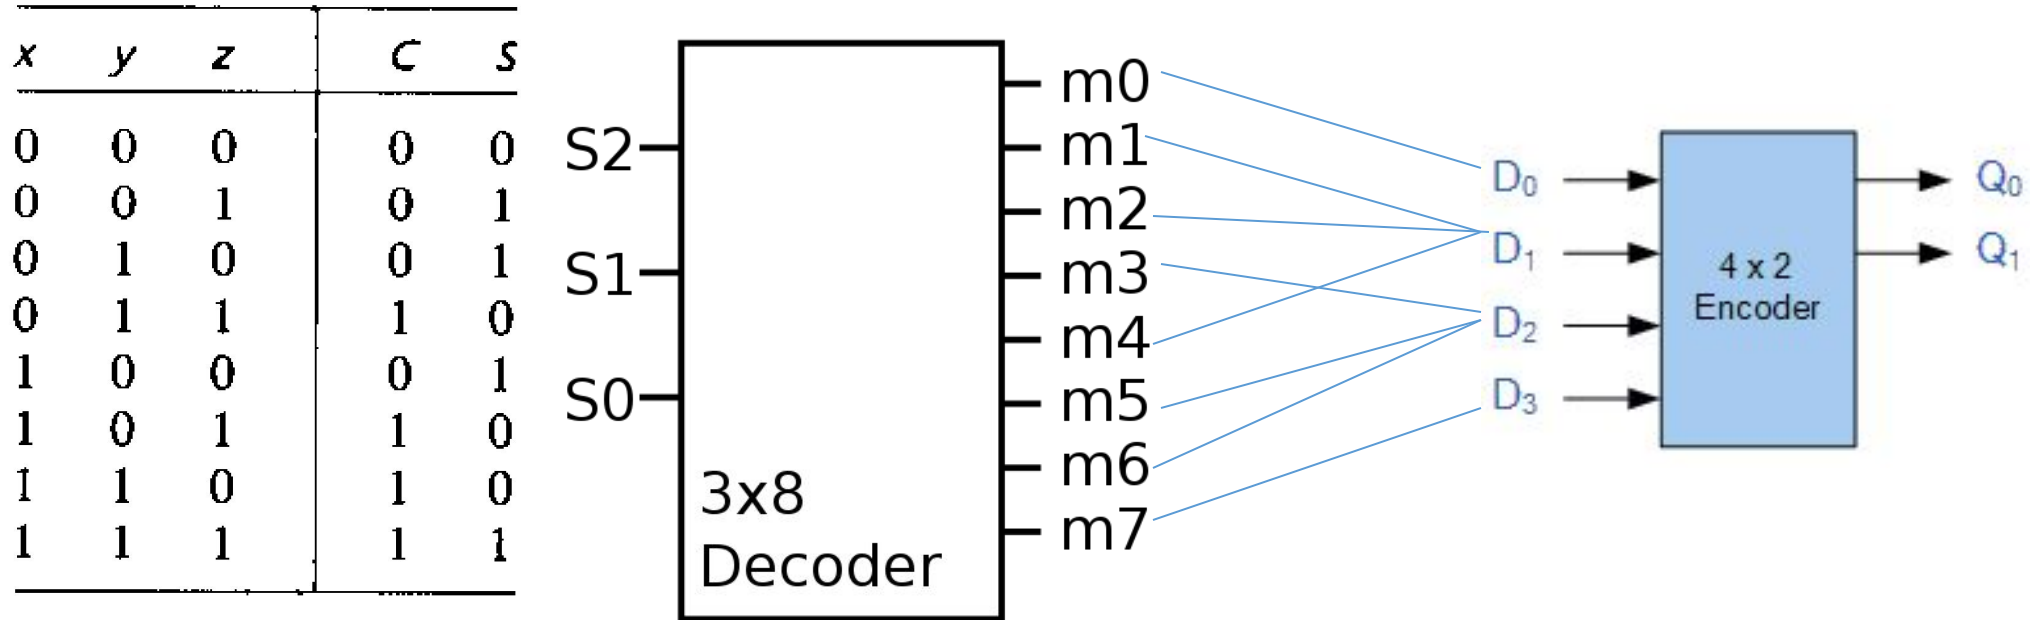 x y z C S
0 0 0 0 0
0 0 1 0 1
0 1 0 0 1
0 1 1 1 0
1 0 0 0 1
1 0 1 1 0
1 1 0 1 0
1 1 1 1 1
S2
S1
S0
3x8
Decoder
m0
m1
m2
m3
m4
m5
m6
m7
D0
D1
D2
D3
4 x 2
Encoder
Q0
Q1